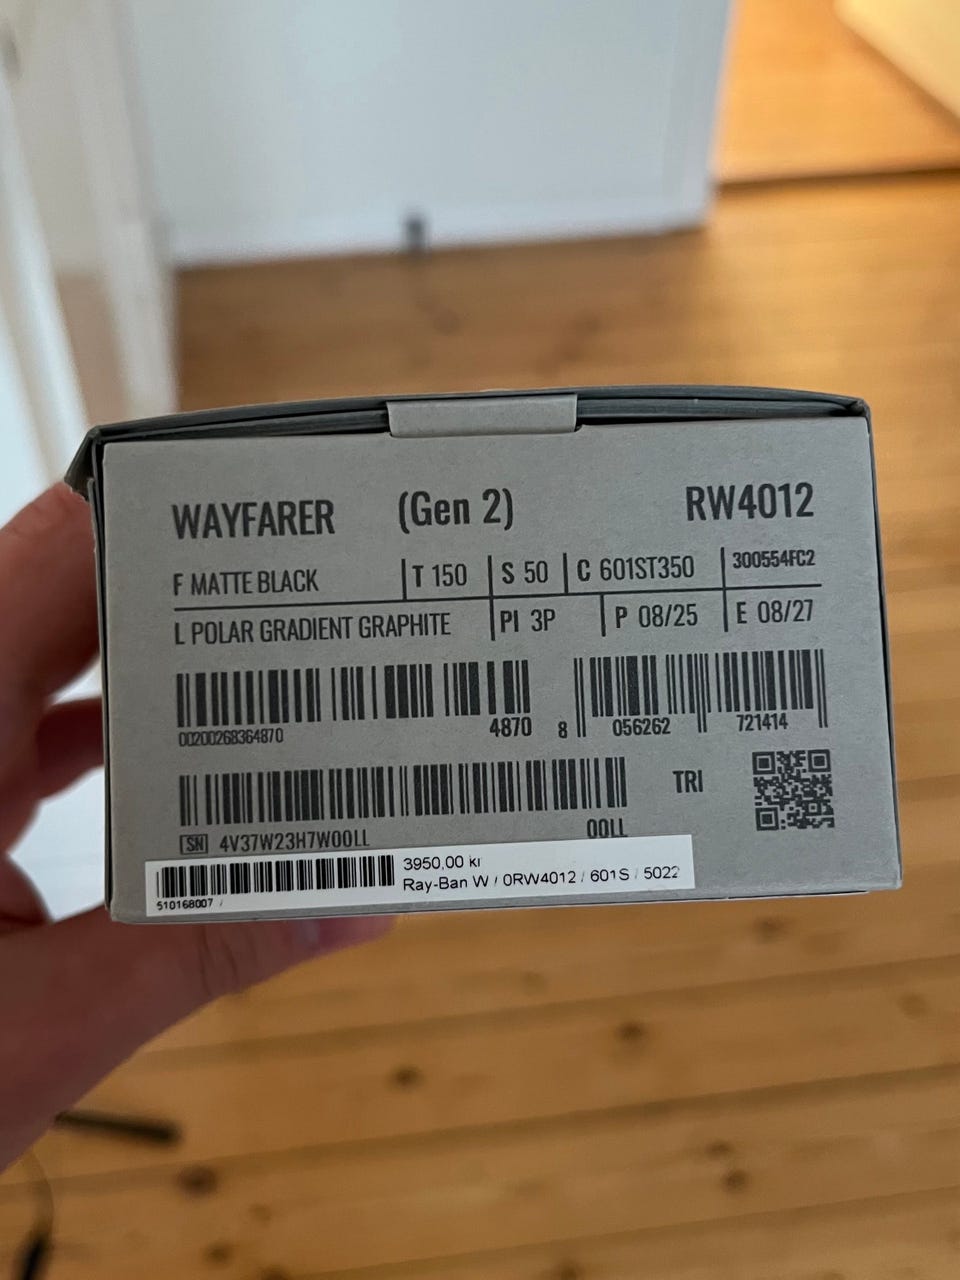 WAYFARER (Gen 2) RW4012
F MATTE BLACK T 150 S 50 C 601ST350 300554FC2
L POLAR GRADIENT GRAPHITE PI 3P P 08/25 E 08/27
00200268364870 4870 8 056262 721414
TRI
SN 4V37W23H7W00LL 00LL
3950,00 kr
Ray-Ban W / 0RW4012 / 601S / 5022
510168007 /